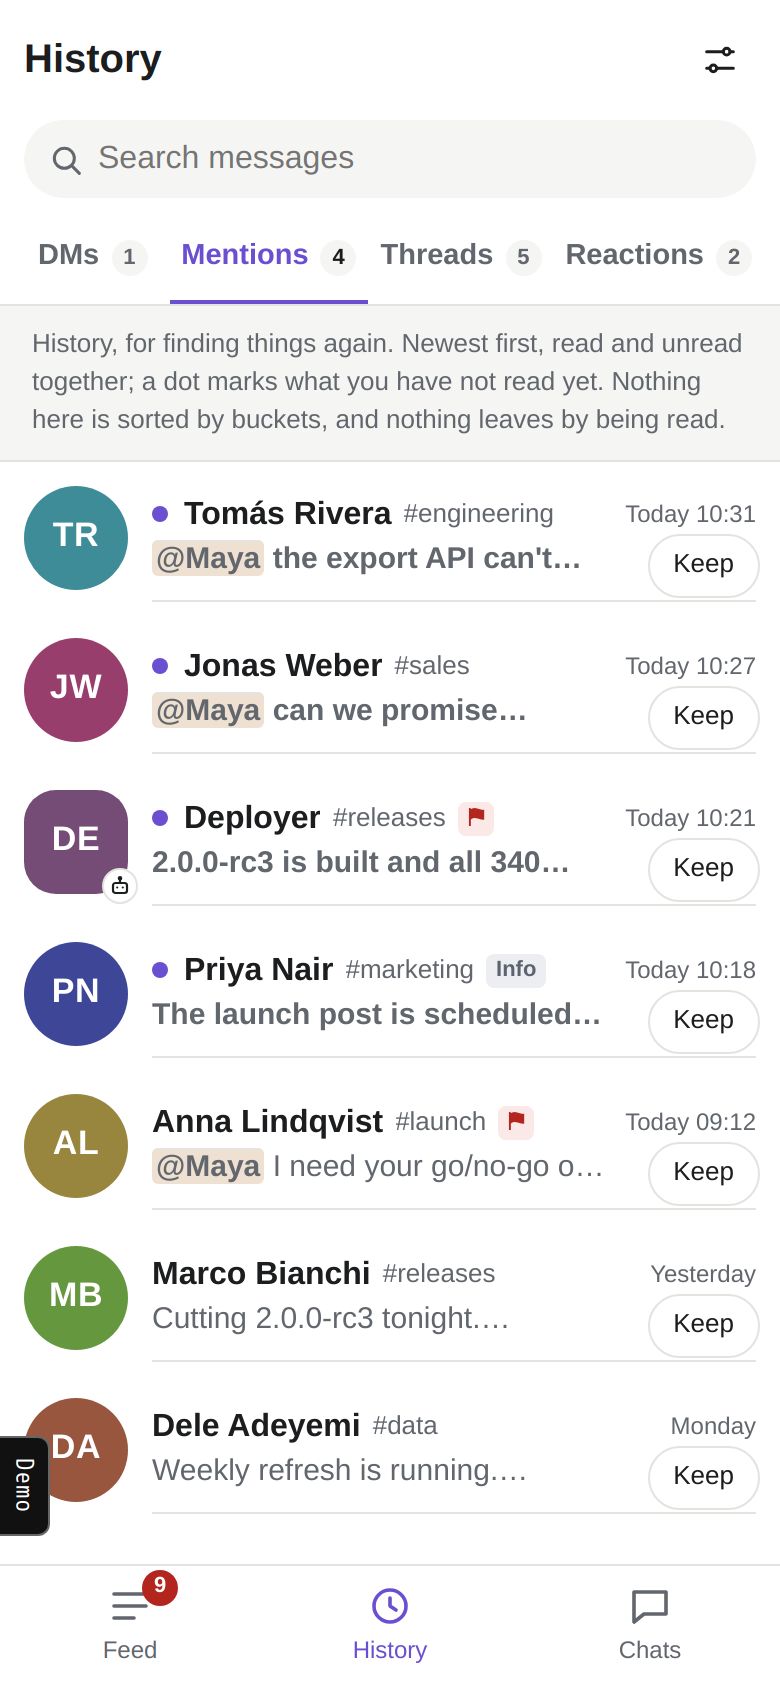 History
Search messages
DMs 1 Mentions 4 Threads 5 Reactions 2
History, for finding things again. Newest first, read and unread
together; a dot marks what you have not read yet. Nothing
here is sorted by buckets, and nothing leaves by being read.
TR Tomás Rivera #engineering Today 10:31
@Maya the export API can't… Keep
JW Jonas Weber #sales Today 10:27
@Maya can we promise… Keep
DE Deployer #releases Today 10:21
2.0.0-rc3 is built and all 340… Keep
PN Priya Nair #marketing Info Today 10:18
The launch post is scheduled… Keep
AL Anna Lindqvist #launch Today 09:12
@Maya I need your go/no-go o… Keep
MB Marco Bianchi #releases Yesterday
Cutting 2.0.0-rc3 tonight.… Keep
DA Dele Adeyemi #data Monday
Weekly refresh is running.… Keep
Demo
9
Feed History Chats